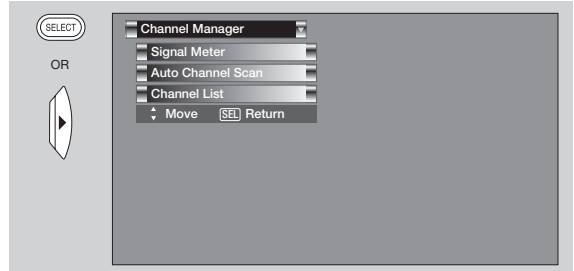 SELECT
OR
Channel Manager
Signal Meter
Auto Channel Scan
Channel List
Move SEL Return